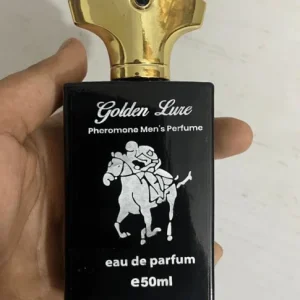 Golden Lure
Pheromone Men's Perfume
eau de parfum
e50ml